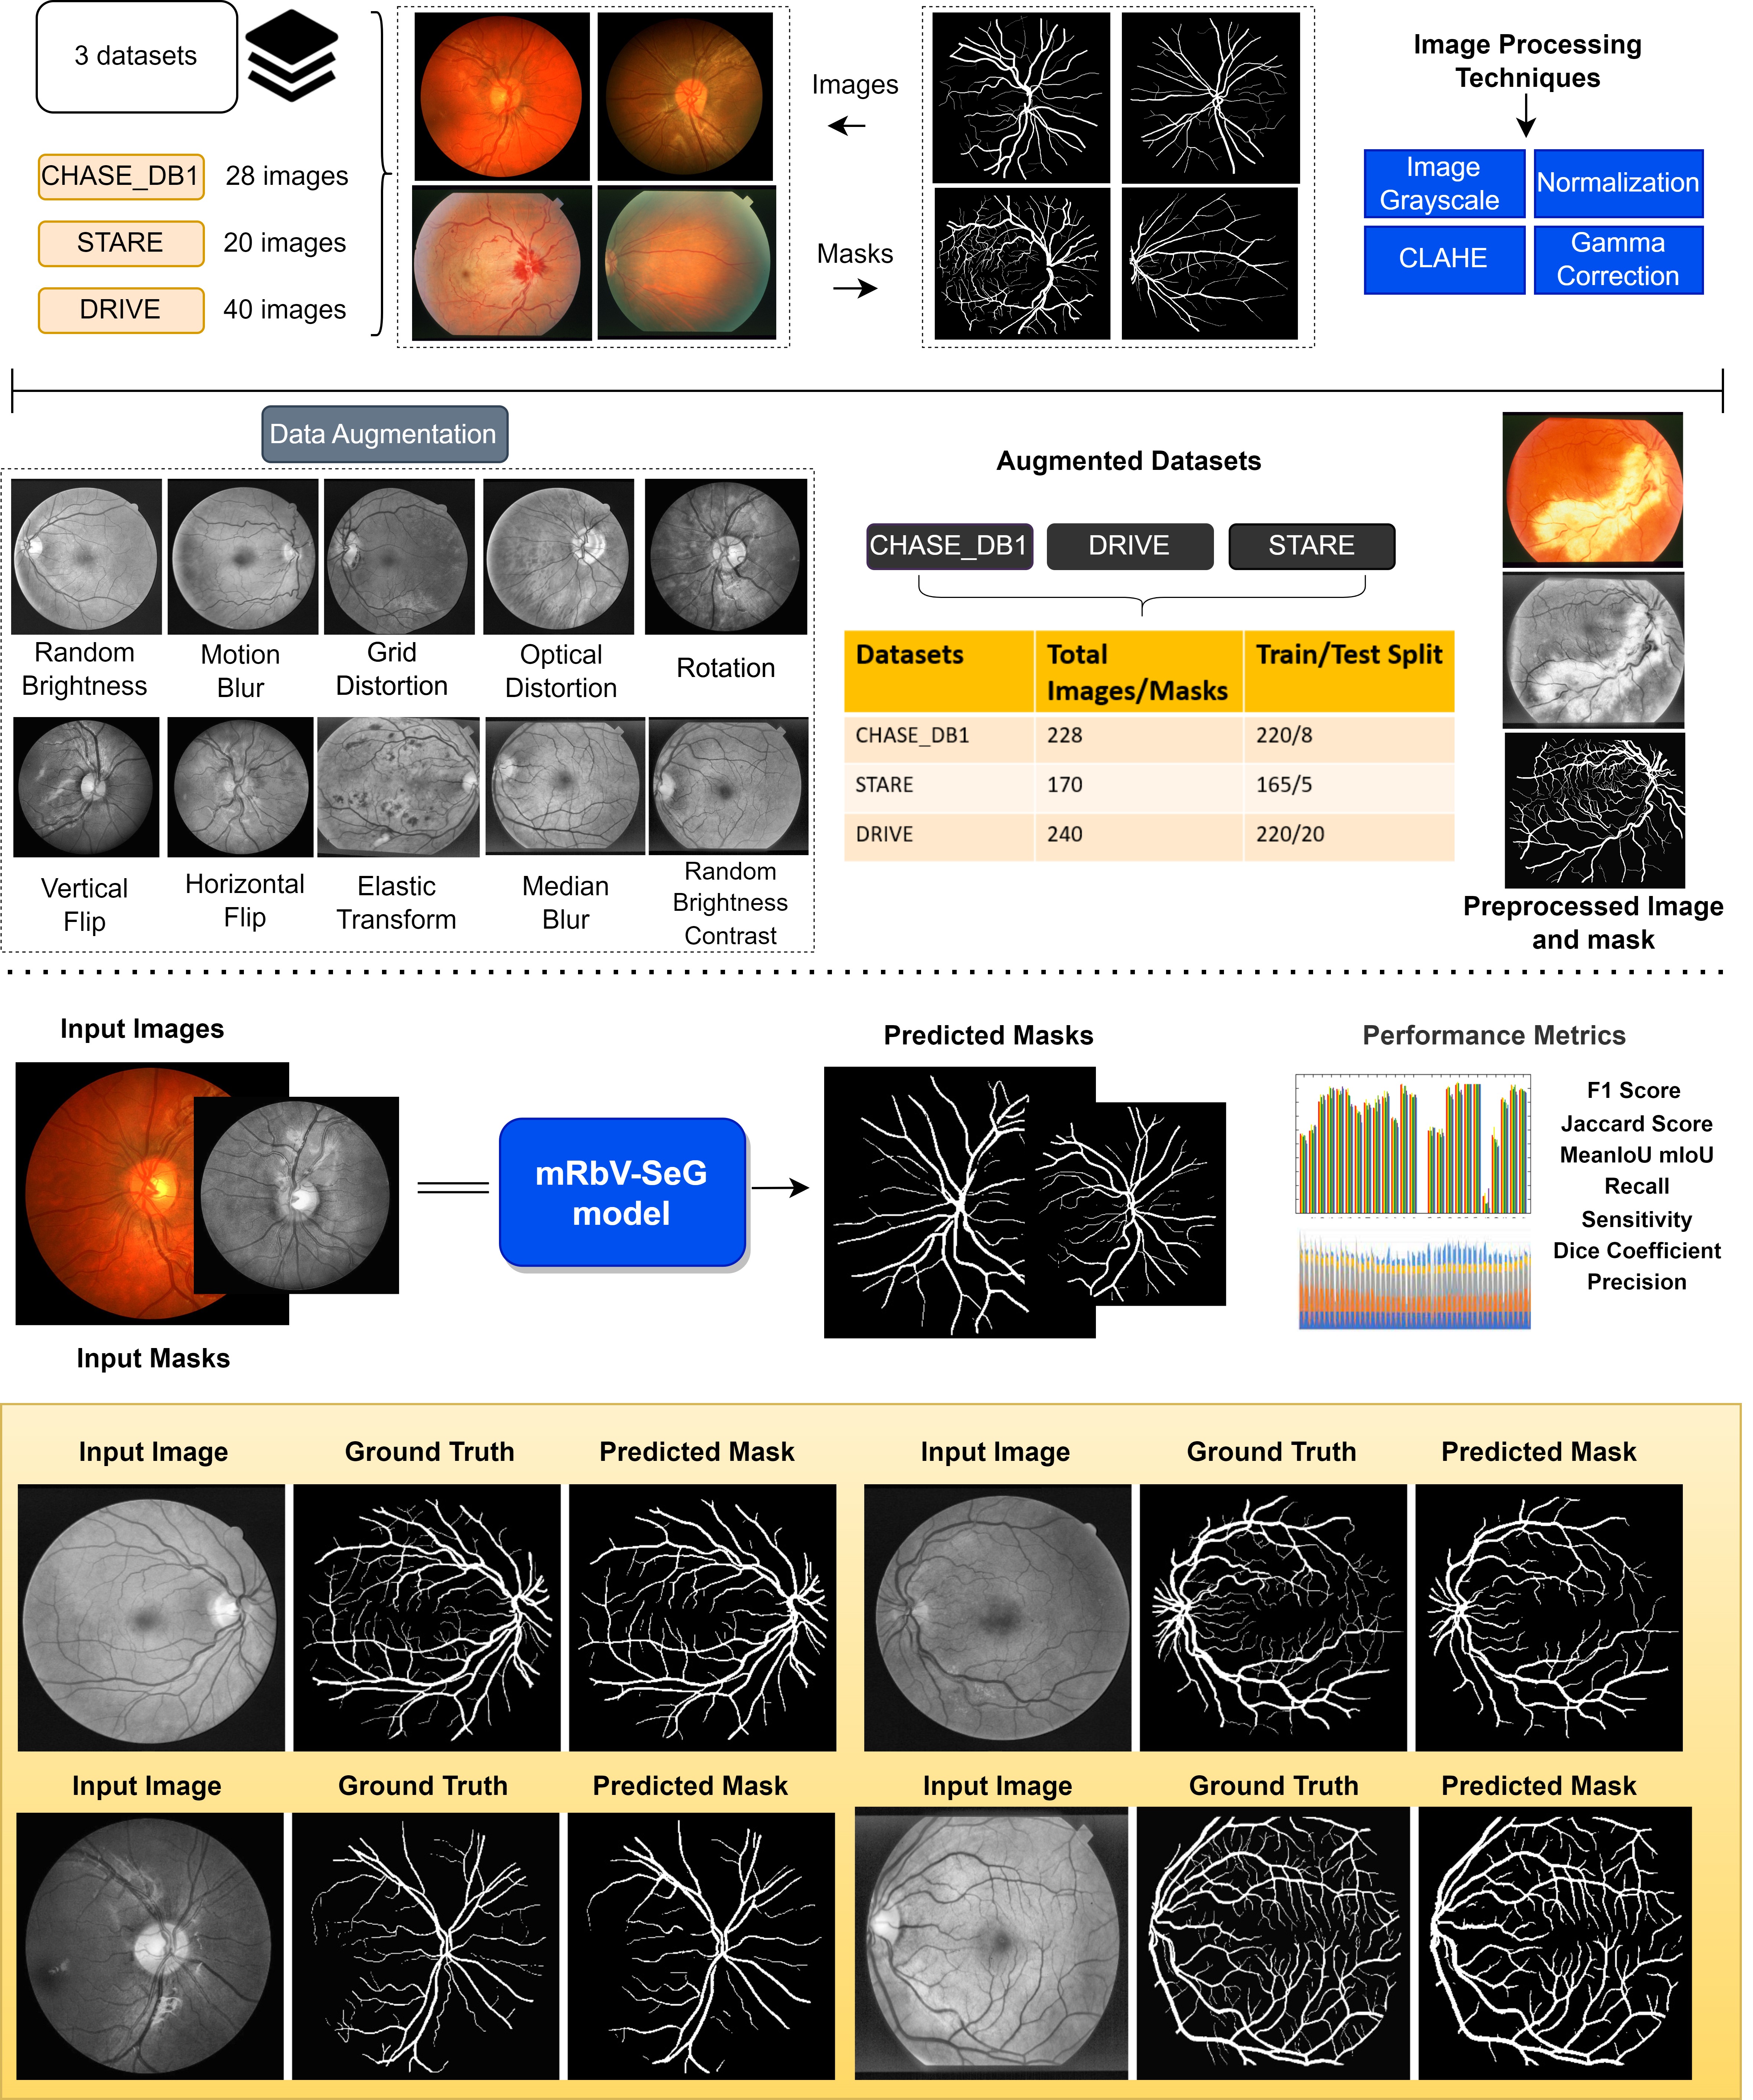 3 datasets
CHASE_DB1
28 images
STARE
20 images
DRIVE
40 images
Images
Masks
Image Processing
Techniques
Image
Grayscale
Normalization
CLAHE
Gamma
Correction
Data Augmentation
Random
Brightness
Motion
Blur
Grid
Distortion
Optical
Distortion
Rotation
Vertical
Flip
Horizontal
Flip
Elastic
Transform
Median
Blur
Random
Brightness
Contrast
Augmented Datasets
CHASE_DB1
DRIVE
STARE
Datasets
Total
Images/Masks
Train/Test Split
CHASE_DB1
228
220/8
STARE
170
165/5
DRIVE
240
220/20
Preprocessed Image
and mask
Input Images
Input Masks
mRbV-SeG
model
Predicted Masks
Performance Metrics
F1 Score
Jaccard Score
MeanIoU mIoU
Recall
Sensitivity
Dice Coefficient
Precision
Input Image
Ground Truth
Predicted Mask
Input Image
Ground Truth
Predicted Mask
Input Image
Ground Truth
Predicted Mask
Input Image
Ground Truth
Predicted Mask